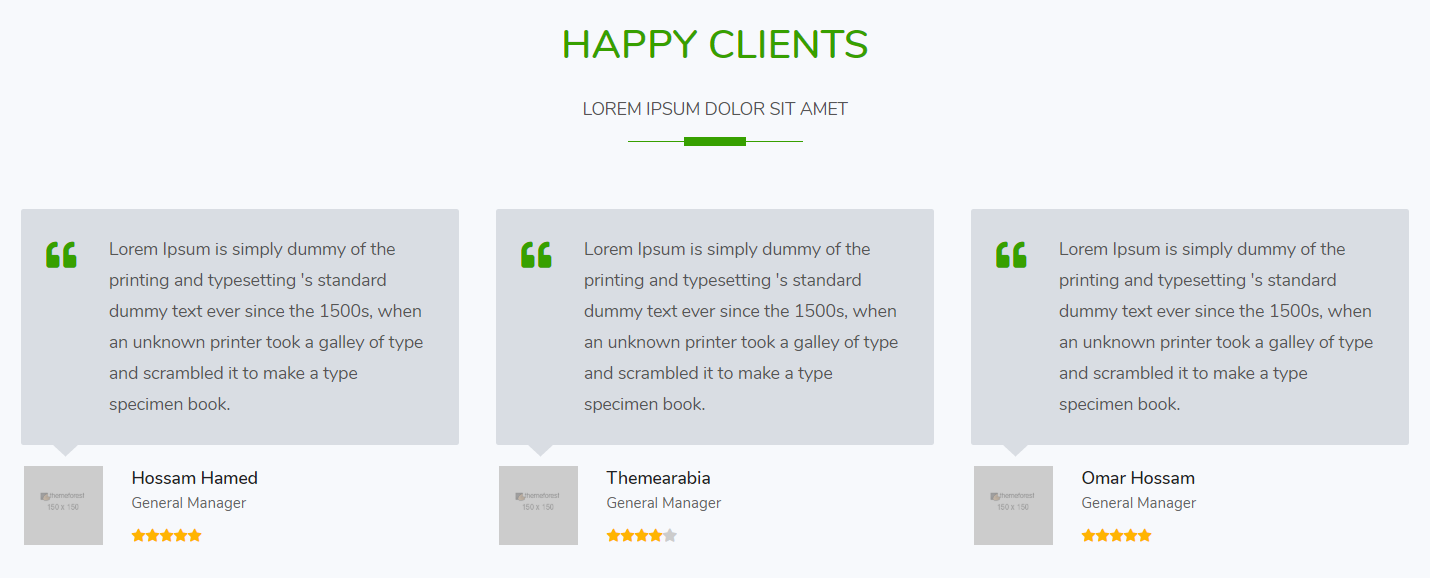 HAPPY CLIENTS
LOREM IPSUM DOLOR SIT AMET
Lorem Ipsum is simply dummy of the
printing and typesetting 's standard
dummy text ever since the 1500s, when
an unknown printer took a galley of type
and scrambled it to make a type
specimen book.
themeforest
150 x 150
Hossam Hamed
General Manager
Lorem Ipsum is simply dummy of the
printing and typesetting 's standard
dummy text ever since the 1500s, when
an unknown printer took a galley of type
and scrambled it to make a type
specimen book.
themeforest
150 x 150
Themearabia
General Manager
Lorem Ipsum is simply dummy of the
printing and typesetting 's standard
dummy text ever since the 1500s, when
an unknown printer took a galley of type
and scrambled it to make a type
specimen book.
themeforest
150 x 150
Omar Hossam
General Manager